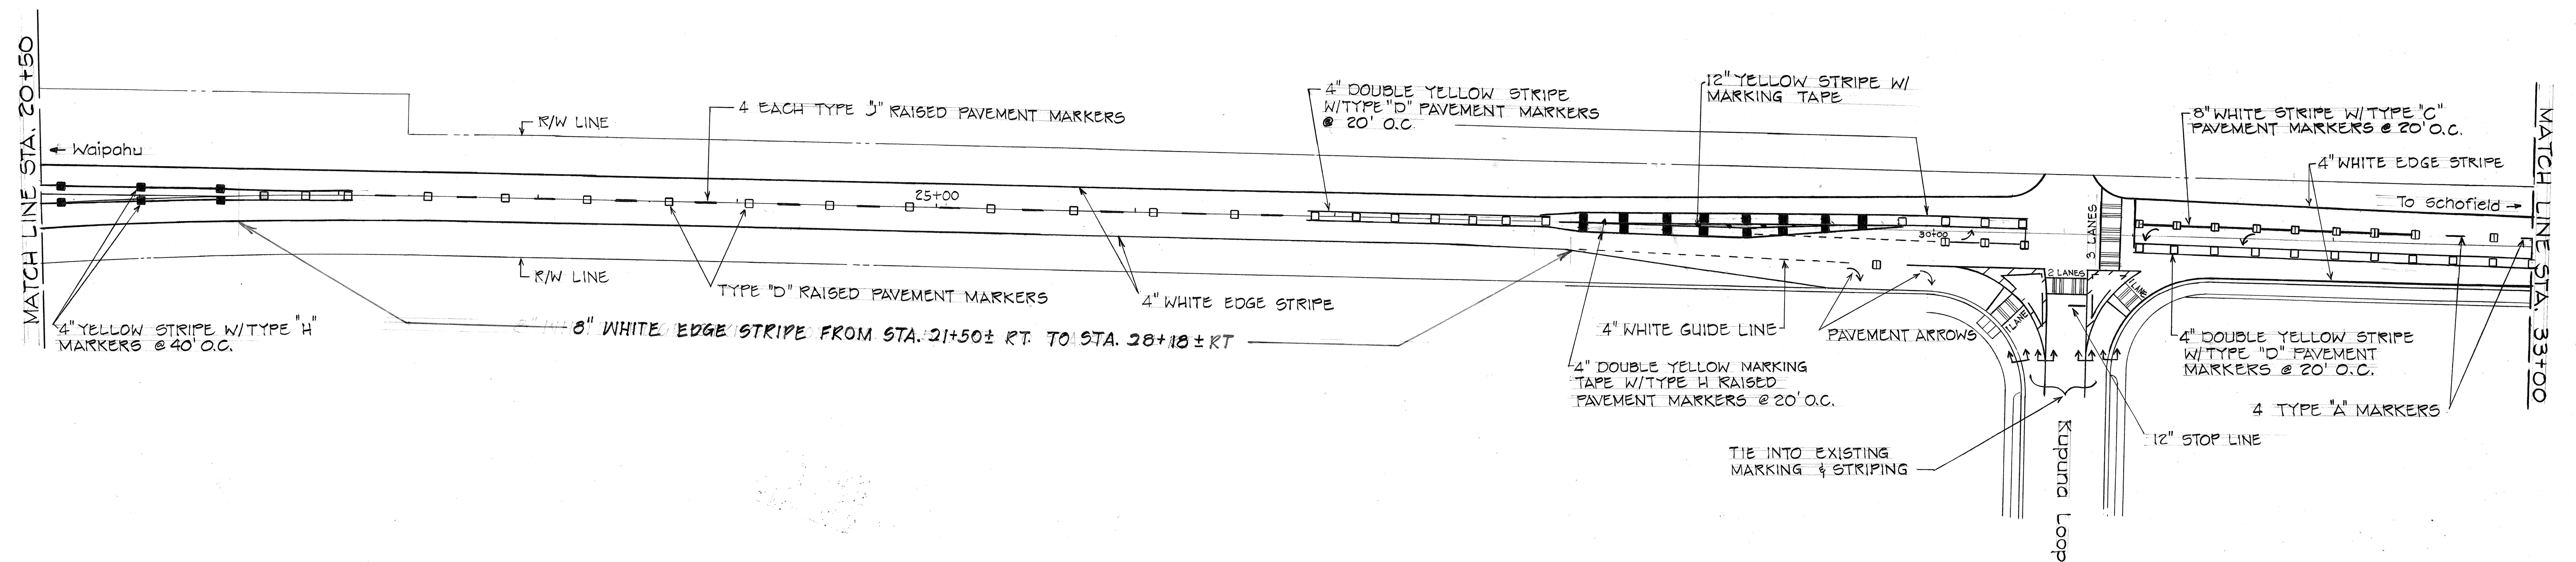 MATCH LINE STA. 20+50
← Waipahu
R/W LINE
4 EACH TYPE "J" RAISED PAVEMENT MARKERS
4" DOUBLE YELLOW STRIPE
W/TYPE "D" PAVEMENT MARKERS
@ 20' O.C.
12" YELLOW STRIPE W/
MARKING TAPE
8" WHITE STRIPE W/TYPE "C"
PAVEMENT MARKERS @ 20' O.C.
4" WHITE EDGE STRIPE
To Schofield →
MATCH LINE STA. 33+00
25+00
30+00
3 LANES
2 LANES
1 LANE
1 LANE
R/W LINE
TYPE "D" RAISED PAVEMENT MARKERS
4" WHITE EDGE STRIPE
8" WHITE EDGE STRIPE FROM STA. 21+50± RT. TO STA. 28+18± RT
4" YELLOW STRIPE W/TYPE "H"
MARKERS @ 40' O.C.
4" WHITE GUIDE LINE
PAVEMENT ARROWS
4" DOUBLE YELLOW MARKING
TAPE W/TYPE H RAISED
PAVEMENT MARKERS @ 20' O.C.
4" DOUBLE YELLOW STRIPE
W/TYPE "D" PAVEMENT
MARKERS @ 20' O.C.
4 TYPE "A" MARKERS
12" STOP LINE
TIE INTO EXISTING
MARKING & STRIPING
Kupuna Loop